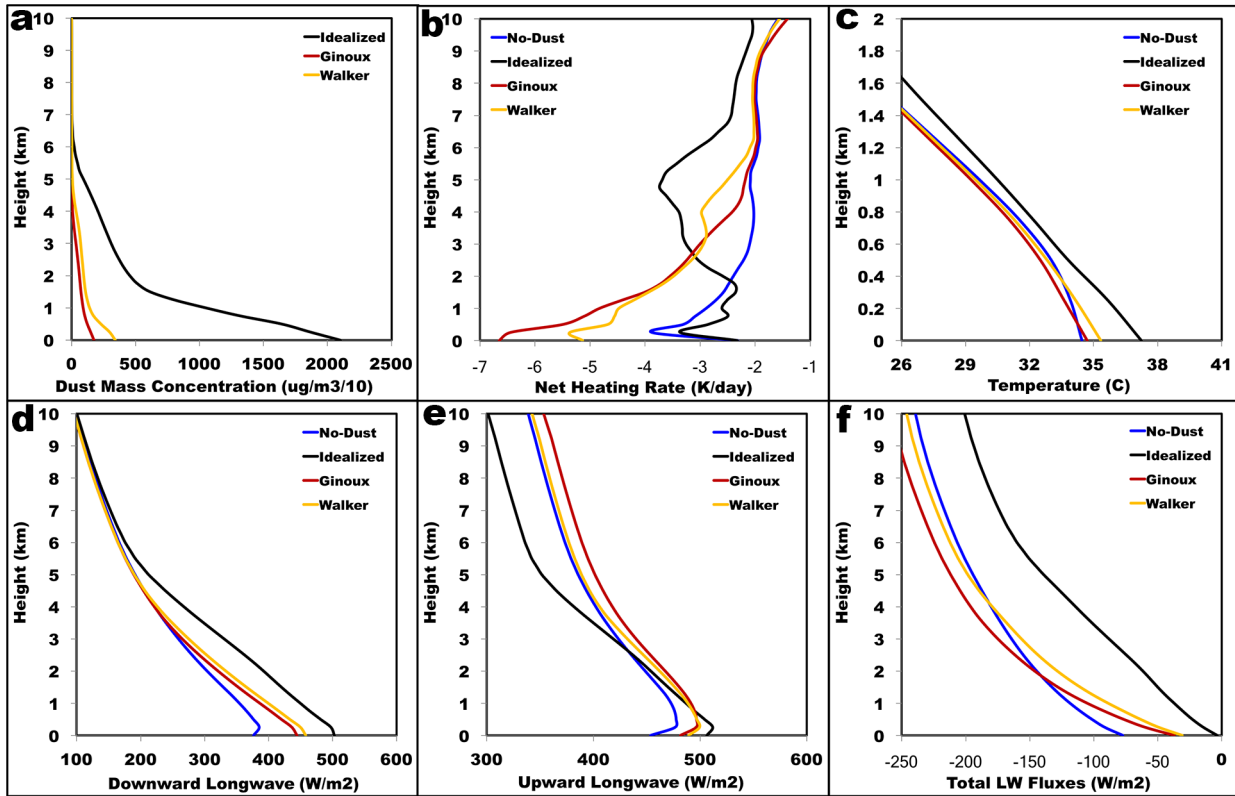 a
10
9
8
7
6
5
4
3
2
1
0
Height (km)
Idealized
Ginoux
Walker
0 500 1000 1500 2000 2500
Dust Mass Concentration (ug/m3/10)
b
10
9
8
7
6
5
4
3
2
1
0
Height (km)
No-Dust
Idealized
Ginoux
Walker
-7 -6 -5 -4 -3 -2 -1
Net Heating Rate (K/day)
c
2
1.8
1.6
1.4
1.2
1
0.8
0.6
0.4
0.2
0
Height (km)
No-Dust
Idealized
Ginoux
Walker
26 29 32 35 38 41
Temperature (C)
d
10
9
8
7
6
5
4
3
2
1
0
Height (km)
No-Dust
Idealized
Ginoux
Walker
100 200 300 400 500 600
Downward Longwave (W/m2)
e
10
9
8
7
6
5
4
3
2
1
0
Height (km)
No-Dust
Idealized
Ginoux
Walker
300 400 500 600
Upward Longwave (W/m2)
f
10
9
8
7
6
5
4
3
2
1
0
Height (km)
No-Dust
Idealized
Ginoux
Walker
-250 -200 -150 -100 -50 0
Total LW Fluxes (W/m2)